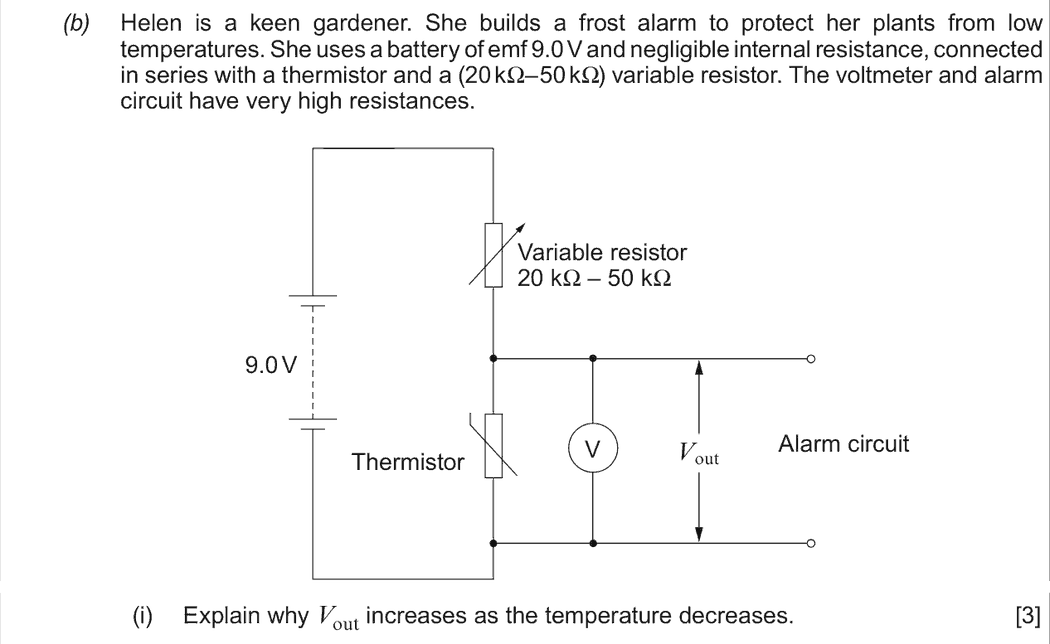 (b) Helen is a keen gardener. She builds a frost alarm to protect her plants from low
temperatures. She uses a battery of emf 9.0 V and negligible internal resistance, connected
in series with a thermistor and a (20 kΩ–50 kΩ) variable resistor. The voltmeter and alarm
circuit have very high resistances.
Variable resistor
20 kΩ – 50 kΩ
9.0 V
Thermistor
V
Vout
Alarm circuit
(i) Explain why Vout increases as the temperature decreases. [3]